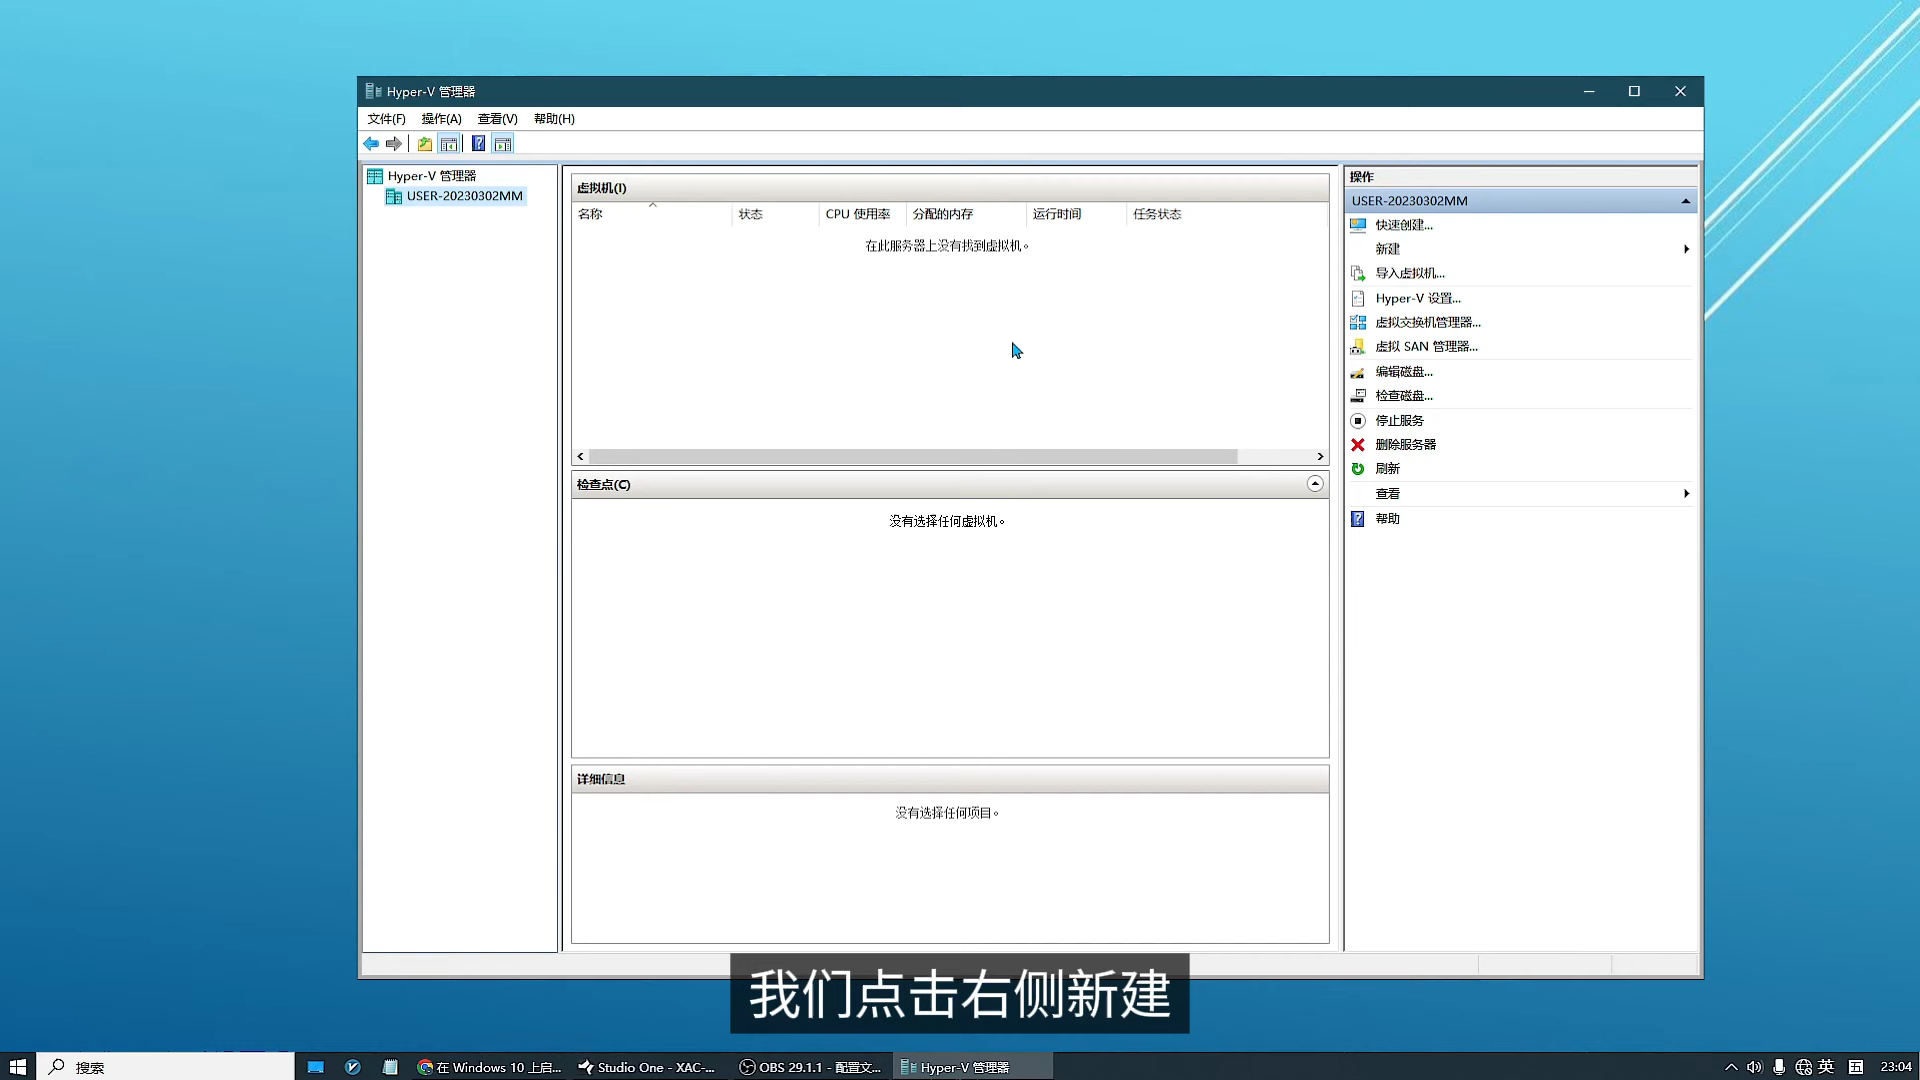 Hyper-V 管理器
文件(F) 操作(A) 查看(V) 帮助(H)
Hyper-V 管理器
USER-20230302MM
虚拟机(I)
名称 状态 CPU 使用率 分配的内存 运行时间 任务状态
在此服务器上没有找到虚拟机。
检查点(C)
没有选择任何虚拟机。
详细信息
没有选择任何项目。
操作
USER-20230302MM
快速创建...
新建
导入虚拟机...
Hyper-V 设置...
虚拟交换机管理器...
虚拟 SAN 管理器...
编辑磁盘...
检查磁盘...
停止服务
删除服务器
刷新
查看
帮助
我们点击右侧新建
搜索
在 Windows 10 上启...
Studio One - XAC-...
OBS 29.1.1 - 配置文...
Hyper-V 管理器
英
五
23:04